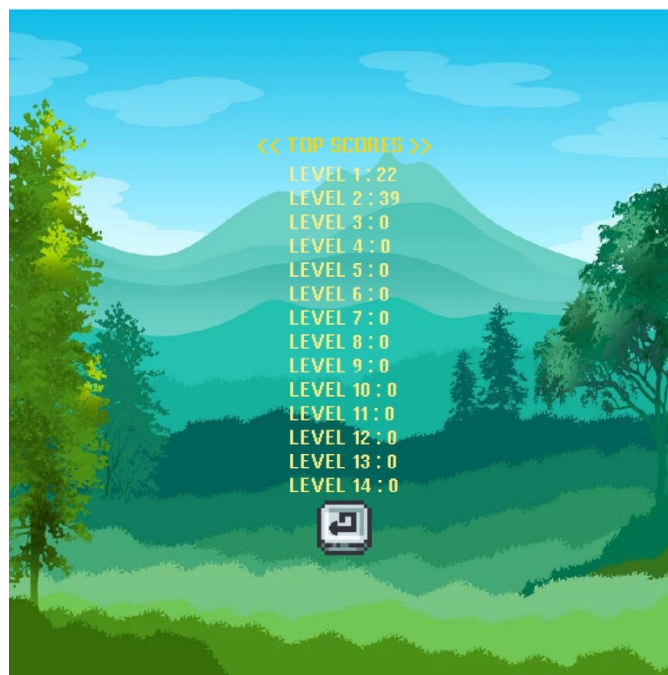 << TOP SCORES >>
LEVEL 1 : 22
LEVEL 2 : 39
LEVEL 3 : 0
LEVEL 4 : 0
LEVEL 5 : 0
LEVEL 6 : 0
LEVEL 7 : 0
LEVEL 8 : 0
LEVEL 9 : 0
LEVEL 10 : 0
LEVEL 11 : 0
LEVEL 12 : 0
LEVEL 13 : 0
LEVEL 14 : 0